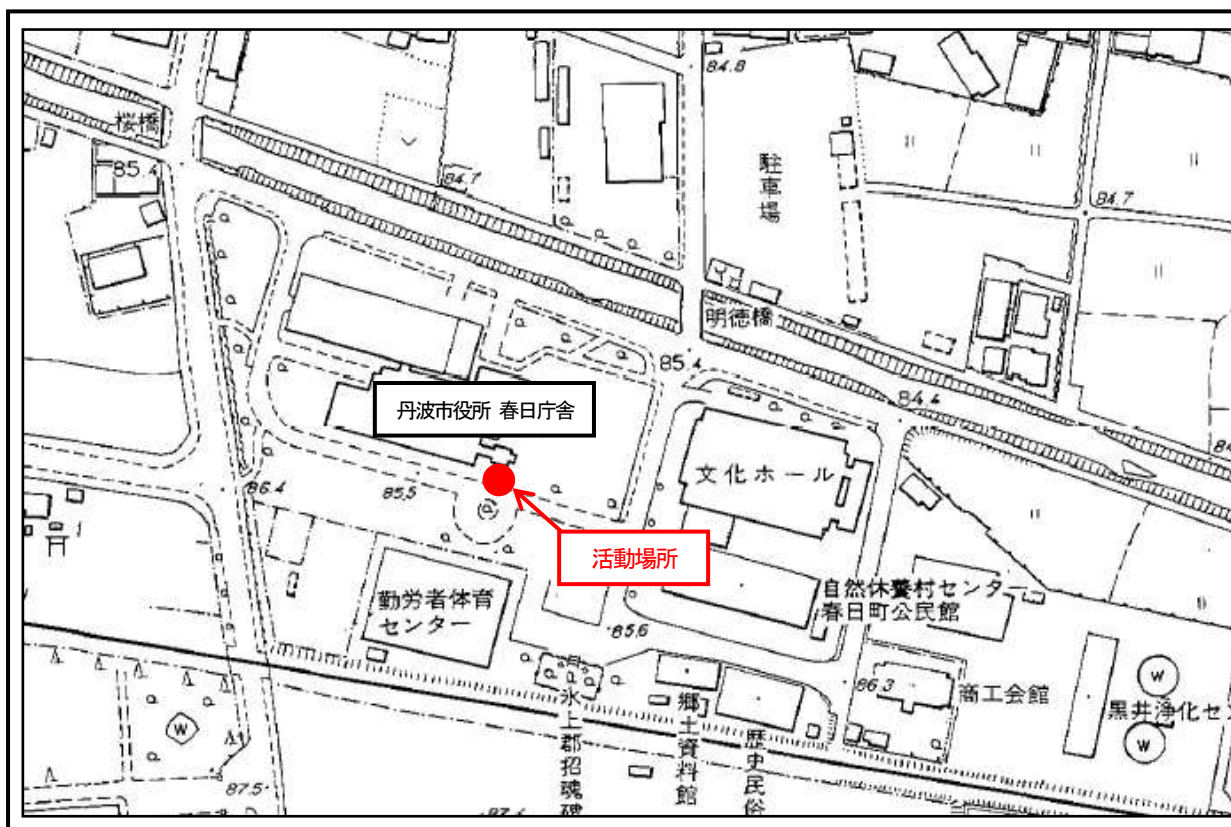 84.8
桜橋
85.4
84.7
駐車場
84.7
明徳橋
85.4
84.4
丹波市役所 春日庁舎
文化ホール
86.4
85.5
活動場所
勤労者体育
センター
自然休養村センター
春日町公民館
85.6
86.3
商工会館
黒井浄化セ
W
W
W
氷上郡招魂碑
郷土資料館
歴史民俗
87.5